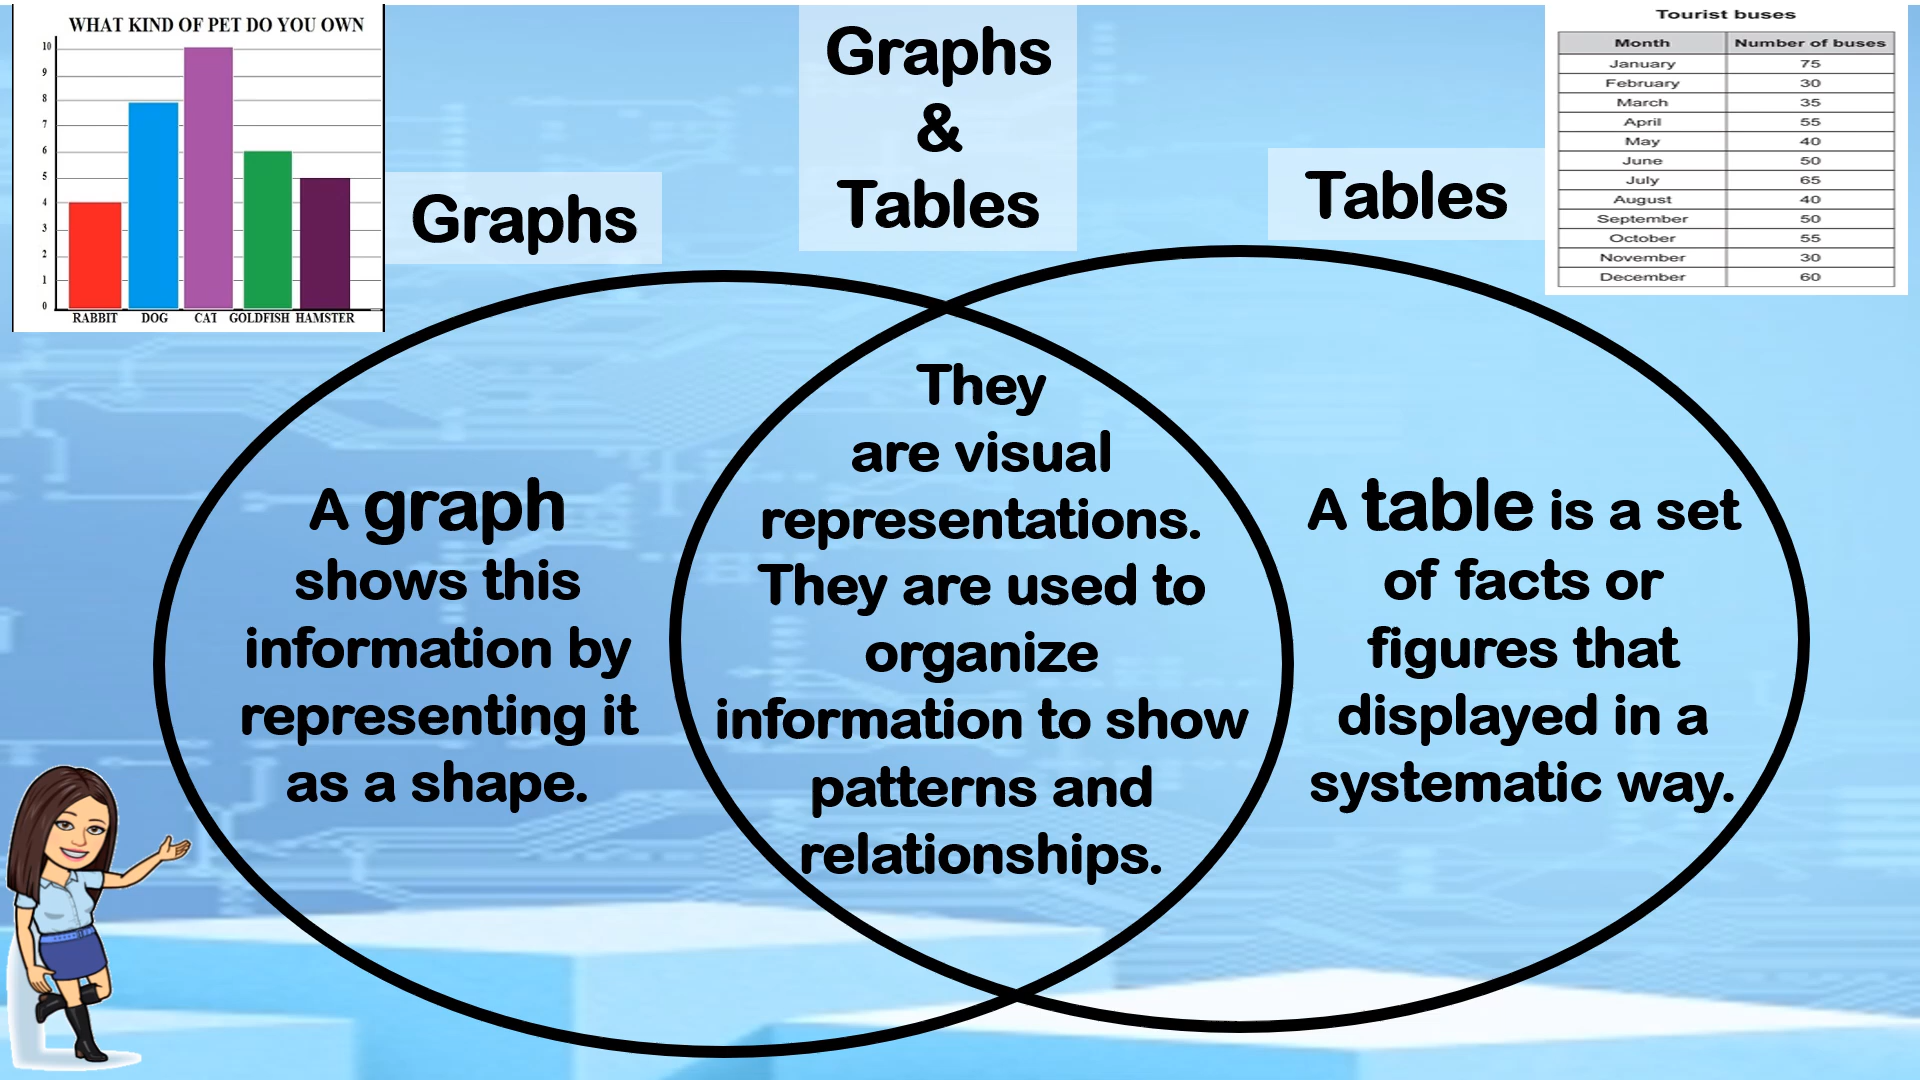 WHAT KIND OF PET DO YOU OWN
10
9
8
7
6
5
4
3
2
1
0
RABBIT DOG CAT GOLDFISH HAMSTER
Graphs
&
Tables
Graphs
Tables
Tourist buses
Month Number of buses
January 75
February 30
March 35
April 55
May 40
June 50
July 65
August 40
September 50
October 55
November 30
December 60
A graph
shows this
information by
representing it
as a shape.
They
are visual
representations.
They are used to
organize
information to show
patterns and
relationships.
A table is a set
of facts or
figures that
displayed in a
systematic way.